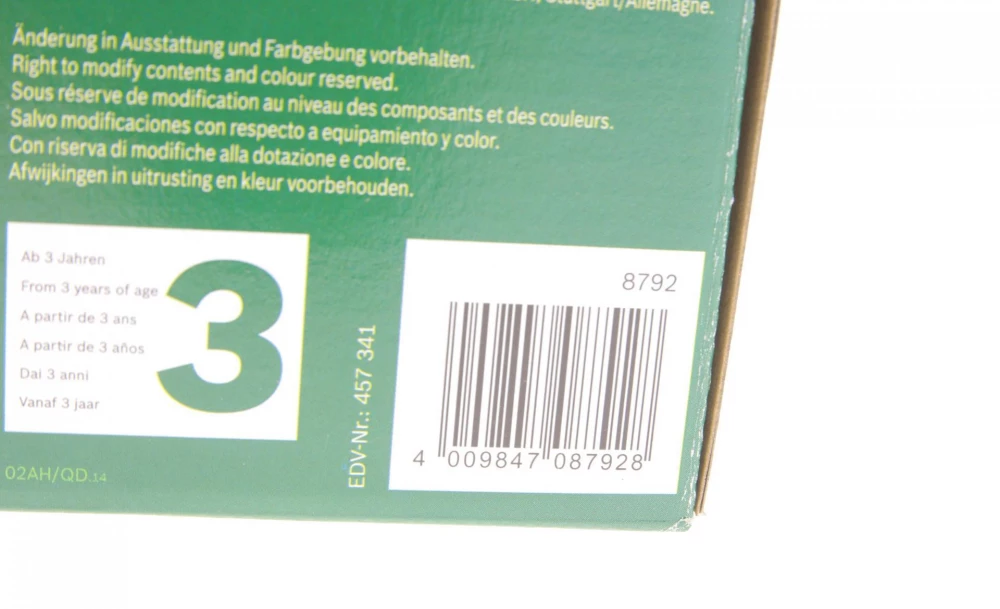 Stuttgart/Allemagne.
Änderung in Ausstattung und Farbgebung vorbehalten.
Right to modify contents and colour reserved.
Sous réserve de modification au niveau des composants et des couleurs.
Salvo modificaciones con respecto a equipamiento y color.
Con riserva di modifiche alla dotazione e colore.
Afwijkingen in uitrusting en kleur voorbehouden.
Ab 3 Jahren
From 3 years of age
A partir de 3 ans
A partir de 3 años
Dai 3 anni
Vanaf 3 jaar
3
02AH/QD.14
EDV-Nr.: 457 341
8792
4 009847 087928